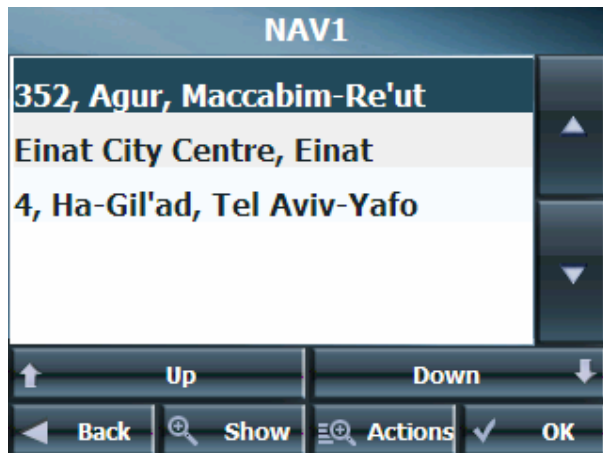 NAV1
352, Agur, Maccabim-Re'ut
Einat City Centre, Einat
4, Ha-Gil'ad, Tel Aviv-Yafo
Up
Down
Back
Show
Actions
OK